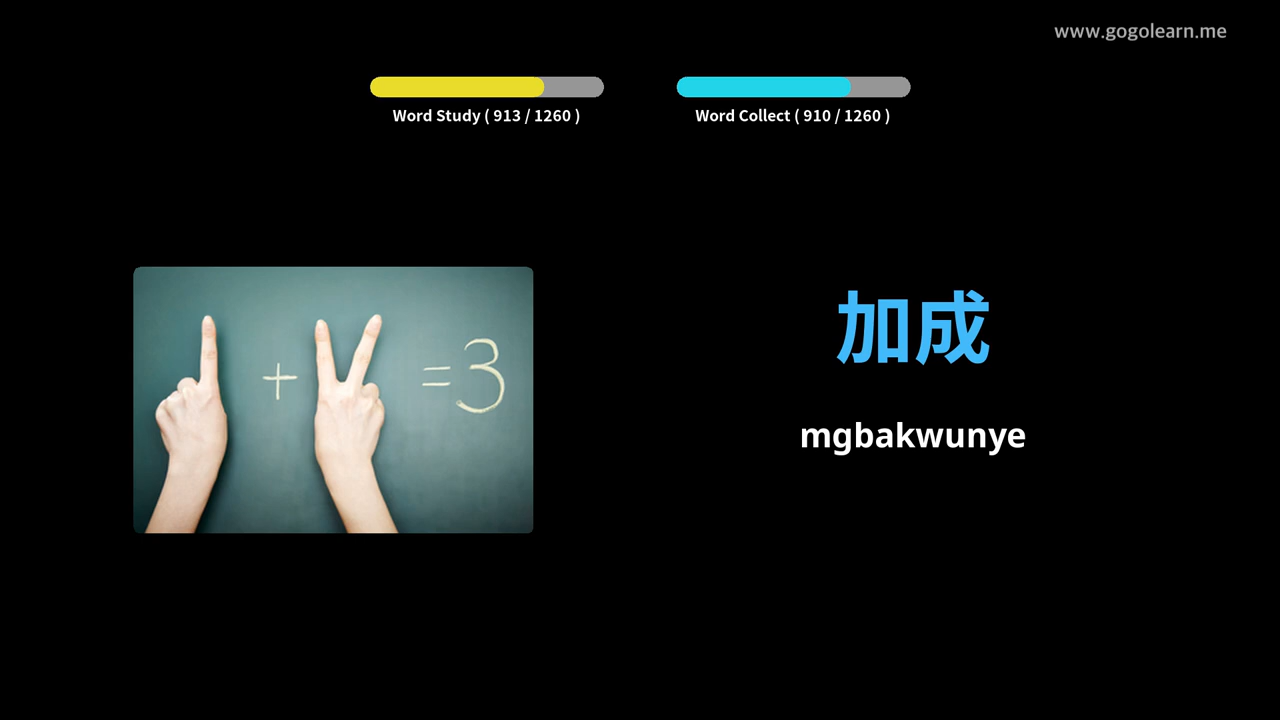 www.gogolearn.me
Word Study ( 913 / 1260 )
Word Collect ( 910 / 1260 )
+ =3
加成
mgbakwunye